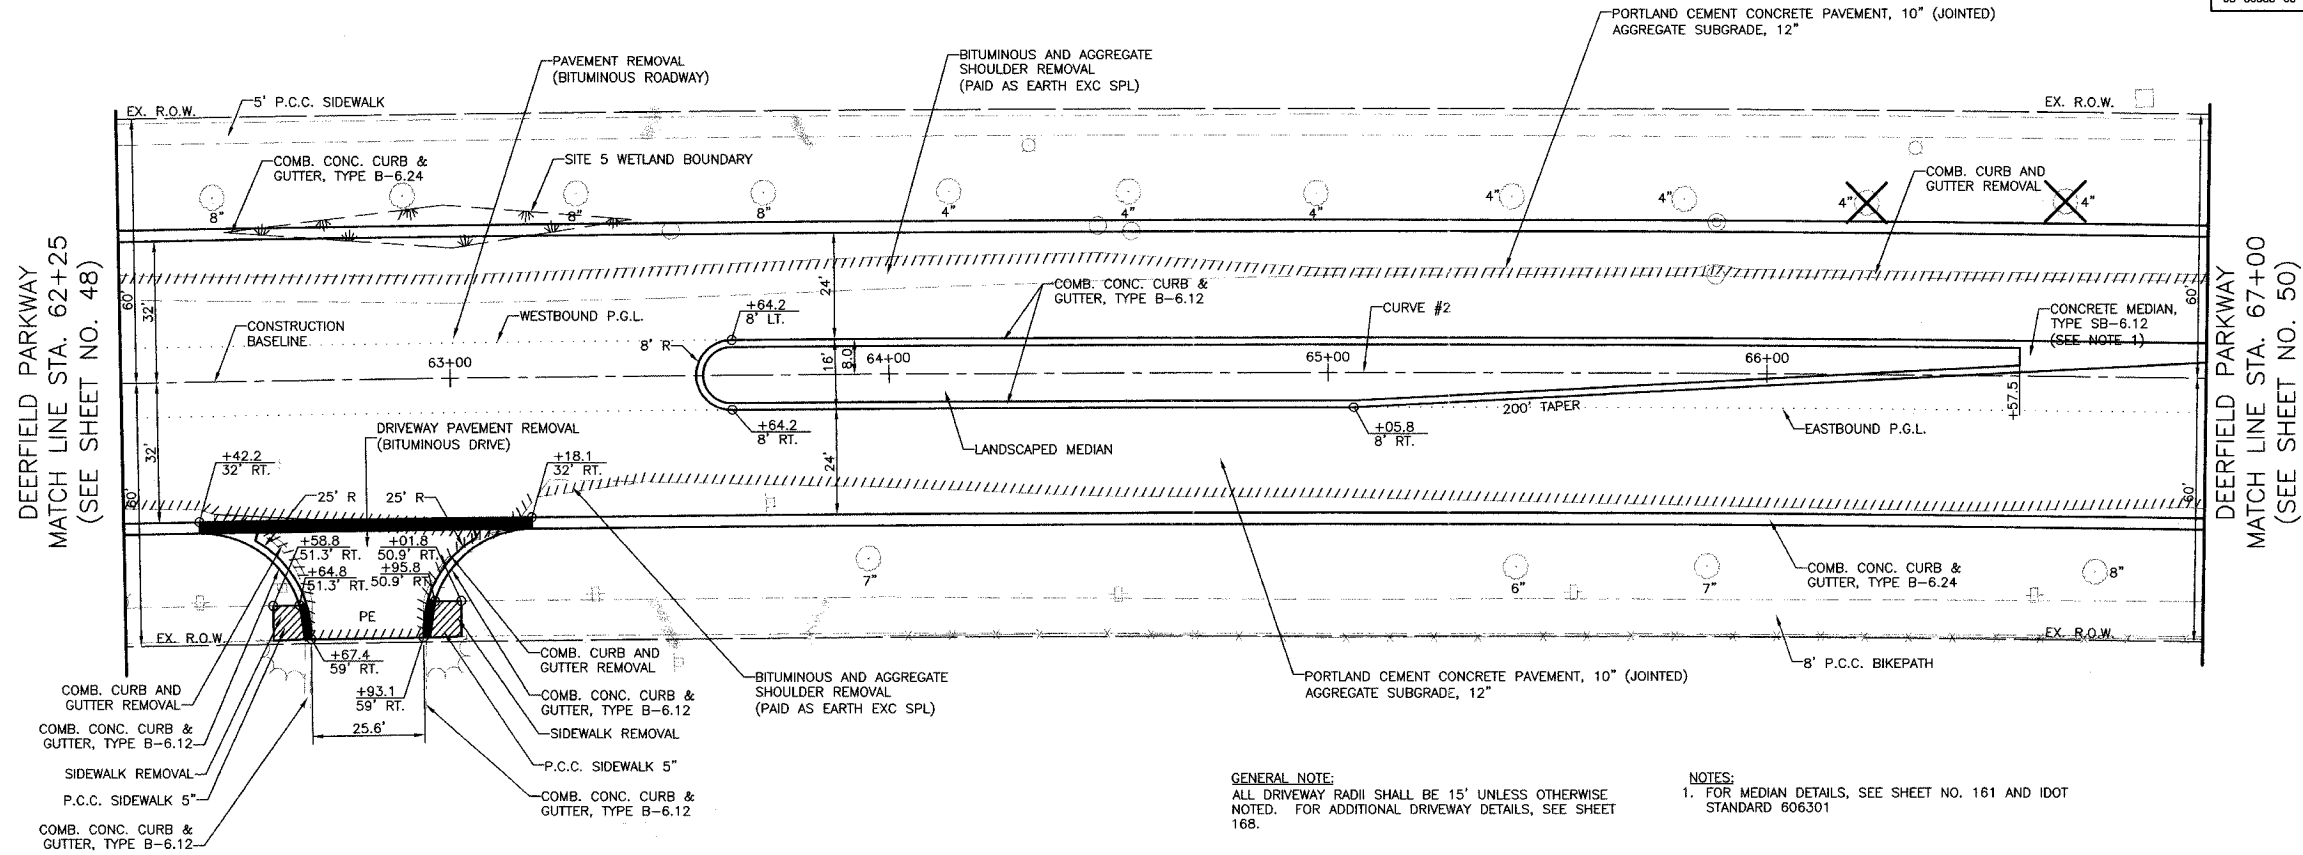 PORTLAND CEMENT CONCRETE PAVEMENT, 10" (JOINTED)
AGGREGATE SUBGRADE, 12"
BITUMINOUS AND AGGREGATE
SHOULDER REMOVAL
(PAID AS EARTH EXC SPL)
PAVEMENT REMOVAL
(BITUMINOUS ROADWAY)
5' P.C.C. SIDEWALK
EX. R.O.W.
EX. R.O.W.
COMB. CONC. CURB &
GUTTER, TYPE B-6.24
SITE 5 WETLAND BOUNDARY
COMB. CURB AND
GUTTER REMOVAL
8"
8"
8"
4"
4"
4"
4"
4"
4"
4"
DEERFIELD PARKWAY
MATCH LINE STA. 62+25
(SEE SHEET NO. 48)
60'
32'
CONSTRUCTION
BASELINE
WESTBOUND P.G.L.
+64.2
8' LT.
24'
COMB. CONC. CURB &
GUTTER, TYPE B-6.12
CURVE #2
CONCRETE MEDIAN,
TYPE SB-6.12
(SEE NOTE 1)
60'
DEERFIELD PARKWAY
MATCH LINE STA. 67+00
(SEE SHEET NO. 50)
8' R
16'
8.0
63+00
64+00
65+00
66+00
+57.5
200' TAPER
+64.2
8' RT.
+05.8
8' RT.
EASTBOUND P.G.L.
LANDSCAPED MEDIAN
32'
60'
24'
60'
DRIVEWAY PAVEMENT REMOVAL
(BITUMINOUS DRIVE)
+42.2
32' RT.
+18.1
32' RT.
25' R
25' R
+58.8
51.3' RT.
+01.8
50.9' RT.
+64.8
51.3' RT.
+95.8
50.9' RT.
PE
7"
6"
7"
8"
COMB. CONC. CURB &
GUTTER, TYPE B-6.24
EX. R.O.W.
EX. R.O.W.
+67.4
59' RT.
+93.1
59' RT.
25.6'
8' P.C.C. BIKEPATH
COMB. CURB AND
GUTTER REMOVAL
COMB. CONC. CURB &
GUTTER, TYPE B-6.12
SIDEWALK REMOVAL
P.C.C. SIDEWALK 5"
COMB. CONC. CURB &
GUTTER, TYPE B-6.12
COMB. CURB AND
GUTTER REMOVAL
COMB. CONC. CURB &
GUTTER, TYPE B-6.12
SIDEWALK REMOVAL
P.C.C. SIDEWALK 5"
COMB. CONC. CURB &
GUTTER, TYPE B-6.12
BITUMINOUS AND AGGREGATE
SHOULDER REMOVAL
(PAID AS EARTH EXC SPL)
PORTLAND CEMENT CONCRETE PAVEMENT, 10" (JOINTED)
AGGREGATE SUBGRADE, 12"
GENERAL NOTE:
ALL DRIVEWAY RADII SHALL BE 15' UNLESS OTHERWISE
NOTED. FOR ADDITIONAL DRIVEWAY DETAILS, SEE SHEET
168.
NOTES:
1. FOR MEDIAN DETAILS, SEE SHEET NO. 161 AND IDOT
STANDARD 606301